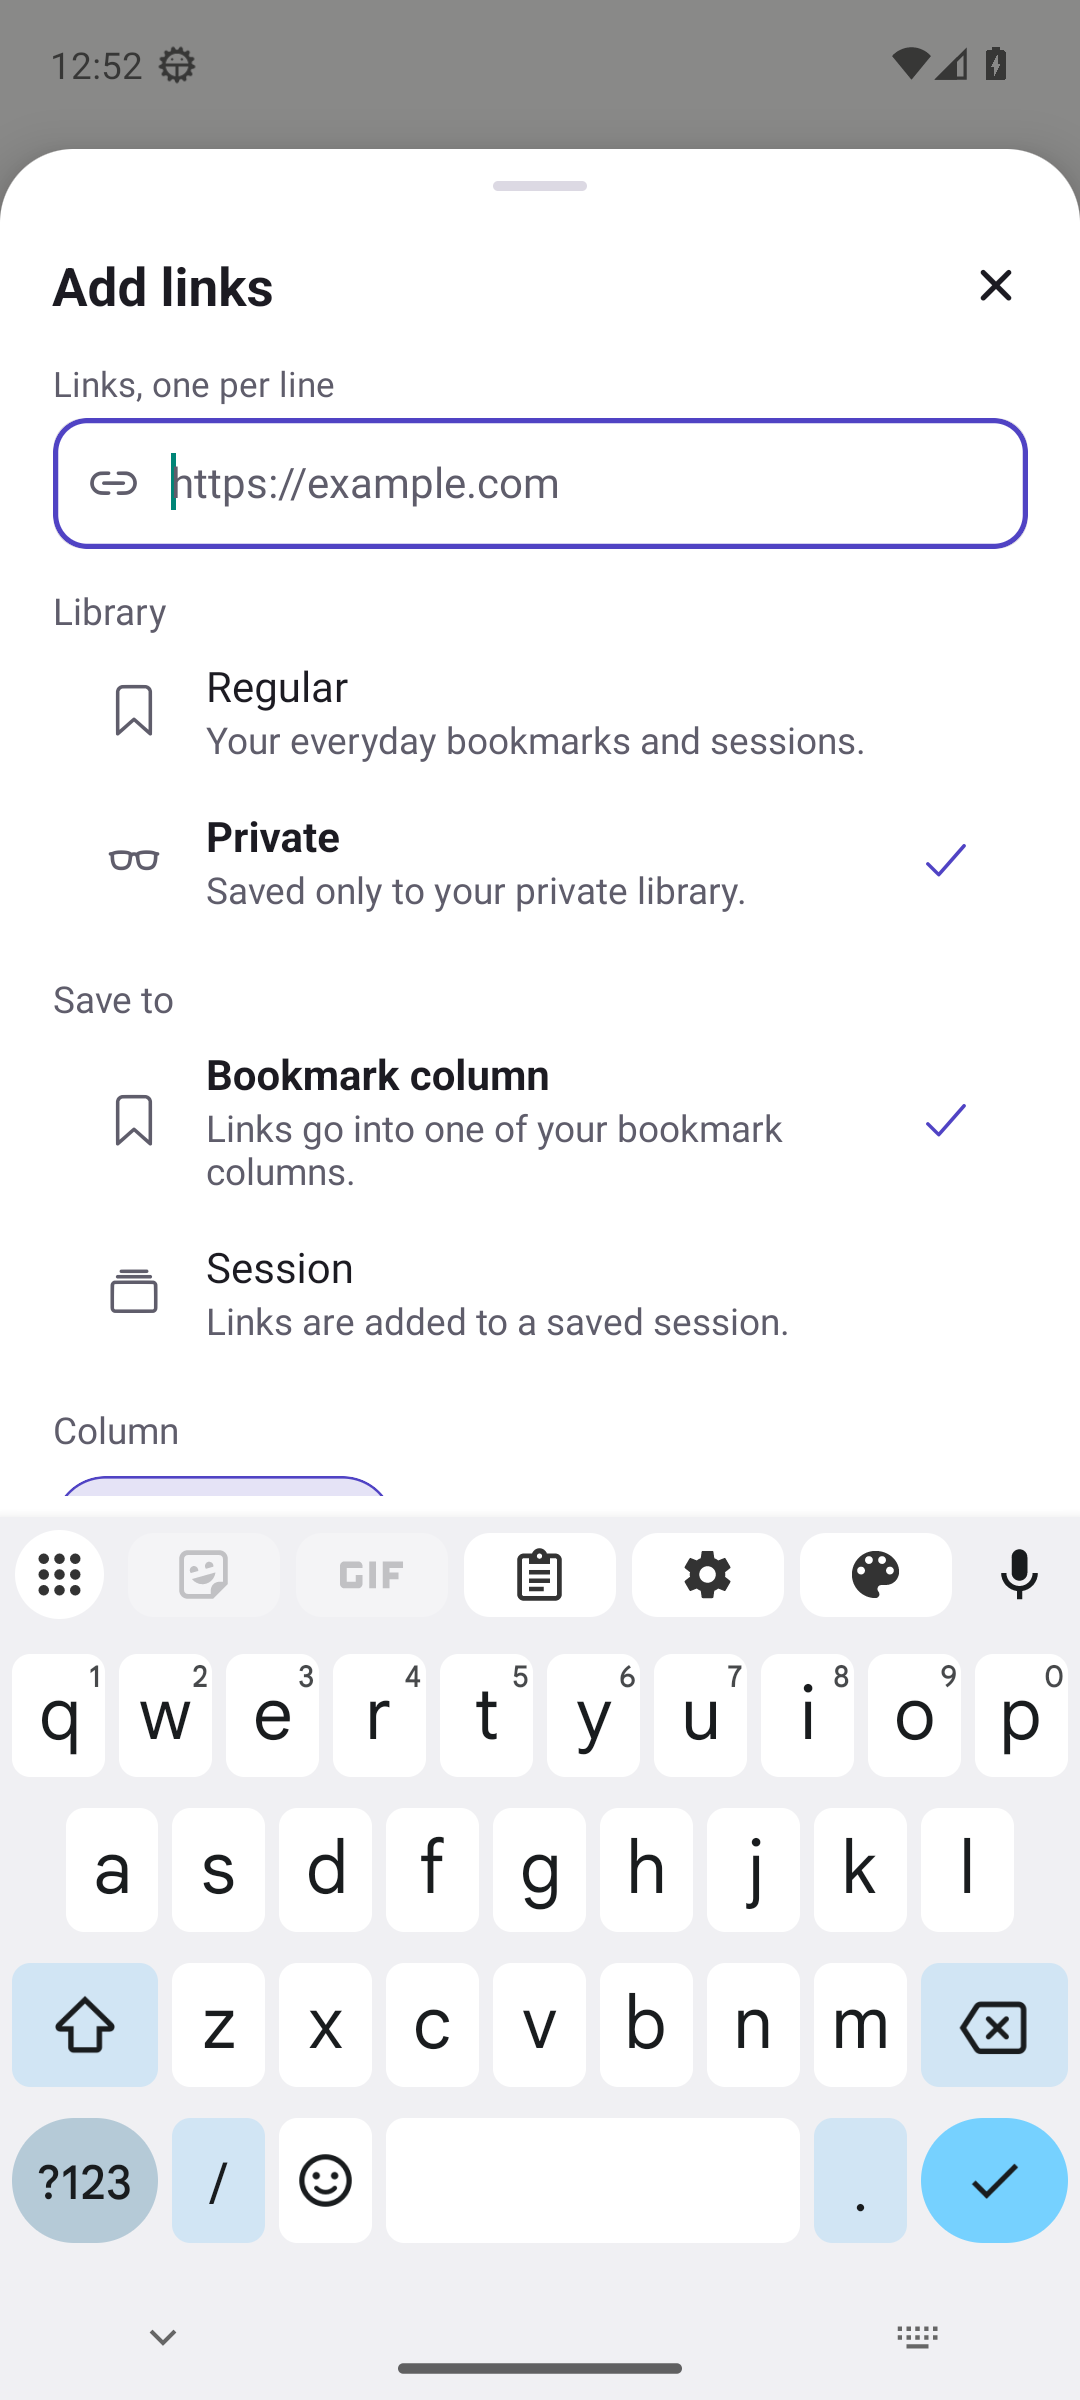 12:52
Add links
Links, one per line
https://example.com
Library
Regular
Your everyday bookmarks and sessions.
Private
Saved only to your private library.
Save to
Bookmark column
Links go into one of your bookmark
columns.
Session
Links are added to a saved session.
Column
GIF
q 1 w 2 e 3 r 4 t 5 y 6 u 7 i 8 o 9 p 0
a s d f g h j k l
z x c v b n m
?123 / .